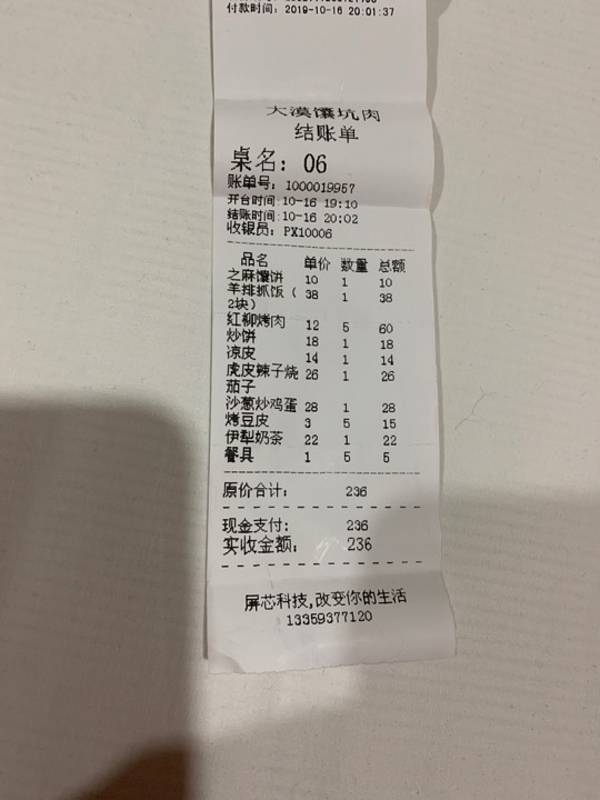 付款时间: 2019-10-16 20:01:37
大漠馕坑肉
结账单
桌名: 06
账单号: 1000019957
开台时间:10-16 19:10
结账时间:10-16 20:02
收银员: PX10006
品名 单价 数量 总额
之麻馕饼 10 1 10
羊排抓饭( 38 1 38
2块)
红柳烤肉 12 5 60
炒饼 18 1 18
凉皮 14 1 14
虎皮辣子烧 26 1 26
茄子
沙葱炒鸡蛋 28 1 28
烤豆皮 3 5 15
伊犁奶茶 22 1 22
餐具 1 5 5
原价合计: 236
现金支付: 236
实收金额: 236
屏芯科技,改变你的生活
13359377120